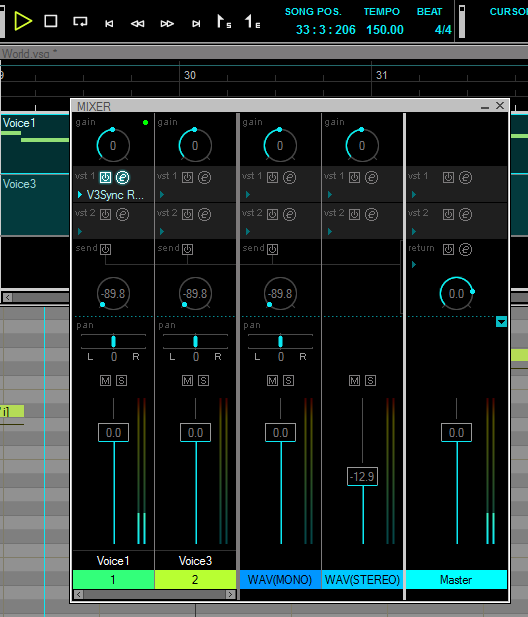 SONG POS. TEMPO BEAT CURSO
33 : 3 : 206 150.00 4/4
World.vsq *
9 30 31
MIXER
Voice1
gain gain gain gain
0 0 0 0
vst 1 e vst 1 e vst 1 e vst 1 e vst 1 e
V3Sync R...
Voice3
vst 2 e vst 2 e vst 2 e vst 2 e vst 2 e
send send send return e
-89.8 -89.8 -89.8 0.0
pan pan pan
L 0 R L 0 R L 0 R
M S M S M S M S
i]
0.0 0.0 0.0 -12.9 0.0
Voice1 Voice3
1 2 WAV(MONO) WAV(STEREO) Master